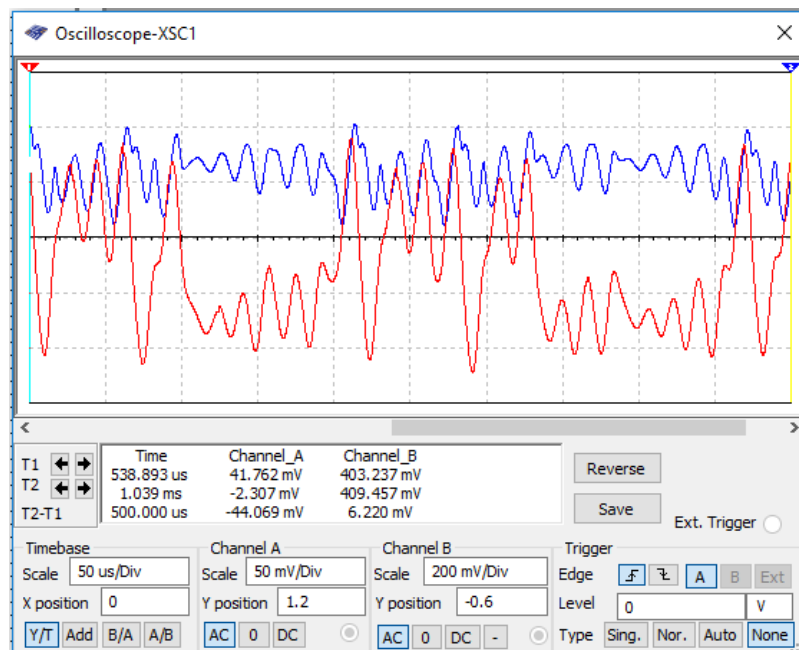 Oscilloscope-XSC1
1 2
Time Channel_A Channel_B
T1 538.893 us 41.762 mV 403.237 mV
T2 1.039 ms -2.307 mV 409.457 mV
T2-T1 500.000 us -44.069 mV 6.220 mV
Reverse
Save
Ext. Trigger
Timebase Channel A Channel B Trigger
Scale 50 us/Div Scale 50 mV/Div Scale 200 mV/Div Edge A B Ext
X position 0 Y position 1.2 Y position -0.6 Level 0 V
Y/T Add B/A A/B AC 0 DC AC 0 DC - Type Sing. Nor. Auto None